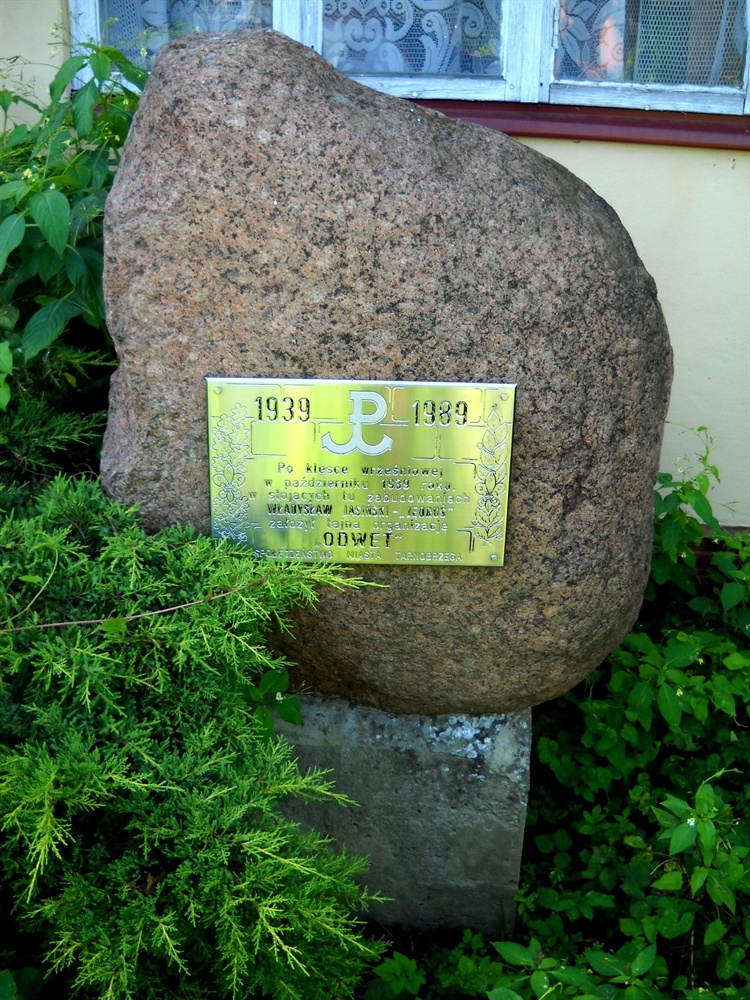 1939 1989
Po klęsce wrześniowej
w październiku 1939 roku
w stojących tu zabudowaniach
WŁADYSŁAW JASIŃSKI - „JĘDRUŚ"
założył tajną organizację
„ODWET"
SPOŁECZEŃSTWO MIASTA TARNOBRZEGA